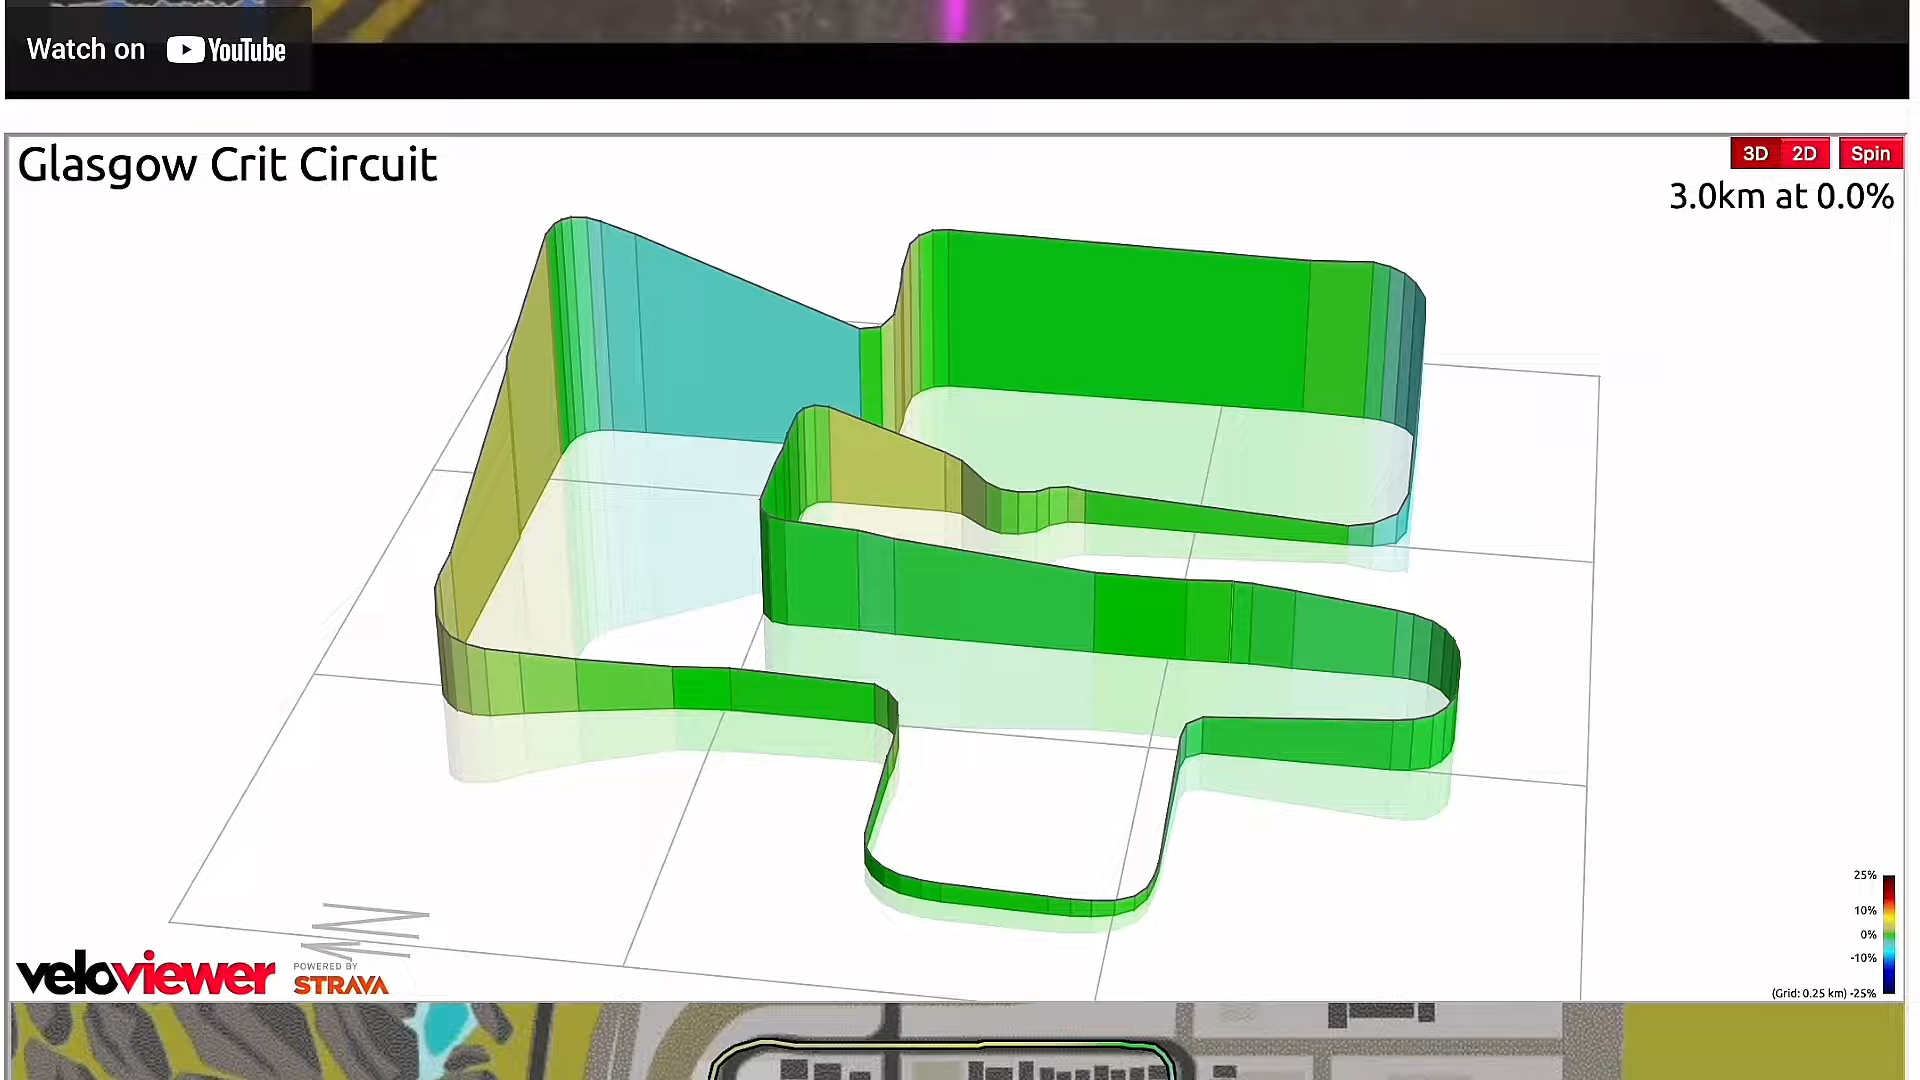 Watch on YouTube
Glasgow Crit Circuit
3D 2D Spin
3.0km at 0.0%
25%
10%
0%
-10%
(Grid: 0.25 km) -25%
veloviewer
POWERED BY
STRAVA